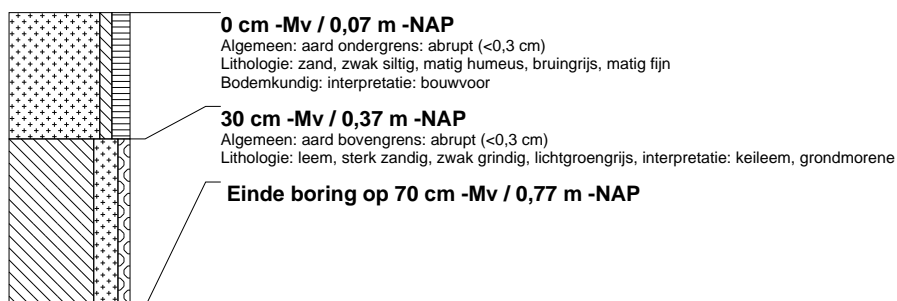 0 cm -Mv / 0,07 m -NAP
Algemeen: aard ondergrens: abrupt (<0,3 cm)
Lithologie: zand, zwak siltig, matig humeus, bruingrijs, matig fijn
Bodemkundig: interpretatie: bouwvoor
30 cm -Mv / 0,37 m -NAP
Algemeen: aard bovengrens: abrupt (<0,3 cm)
Lithologie: leem, sterk zandig, zwak grindig, lichtgroengrijs, interpretatie: keileem, grondmorene
Einde boring op 70 cm -Mv / 0,77 m -NAP